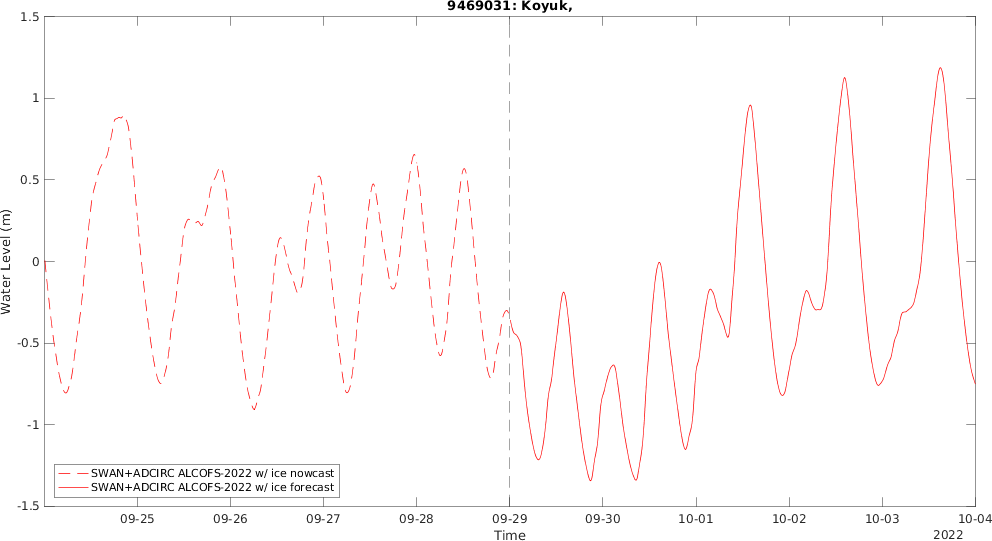 9469031: Koyuk,
1.5
1
0.5
0
-0.5
-1
-1.5
Water Level (m)
SWAN+ADCIRC ALCOFS-2022 w/ ice nowcast
SWAN+ADCIRC ALCOFS-2022 w/ ice forecast
09-25 09-26 09-27 09-28 09-29 09-30 10-01 10-02 10-03 10-04
Time
2022